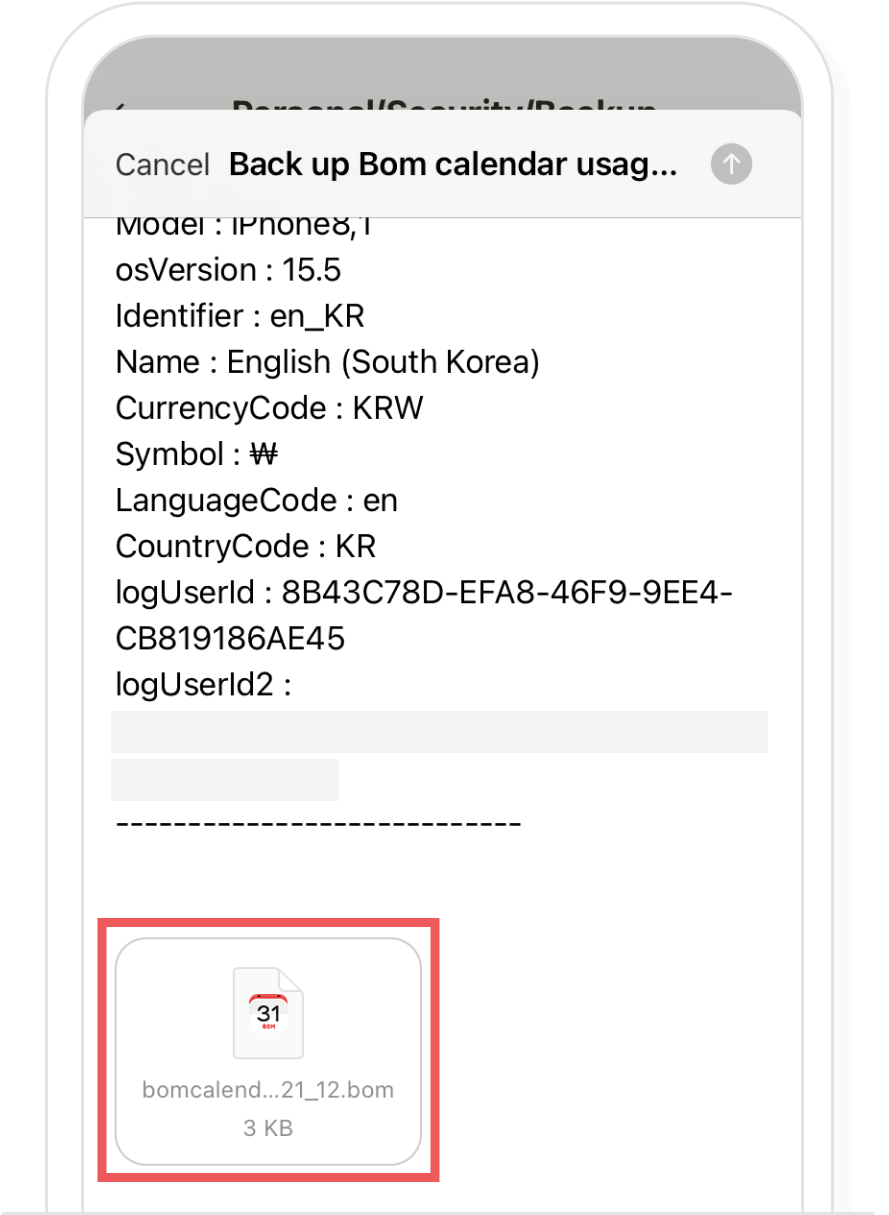 Personal/Security/Backup
Cancel Back up Bom calendar usag...
Model : iPhone8,1
osVersion : 15.5
Identifier : en_KR
Name : English (South Korea)
CurrencyCode : KRW
Symbol : ₩
LanguageCode : en
CountryCode : KR
logUserId : 8B43C78D-EFA8-46F9-9EE4-
CB819186AE45
logUserId2 :
----------------------------
31
BOM
bomcalend...21_12.bom
3 KB